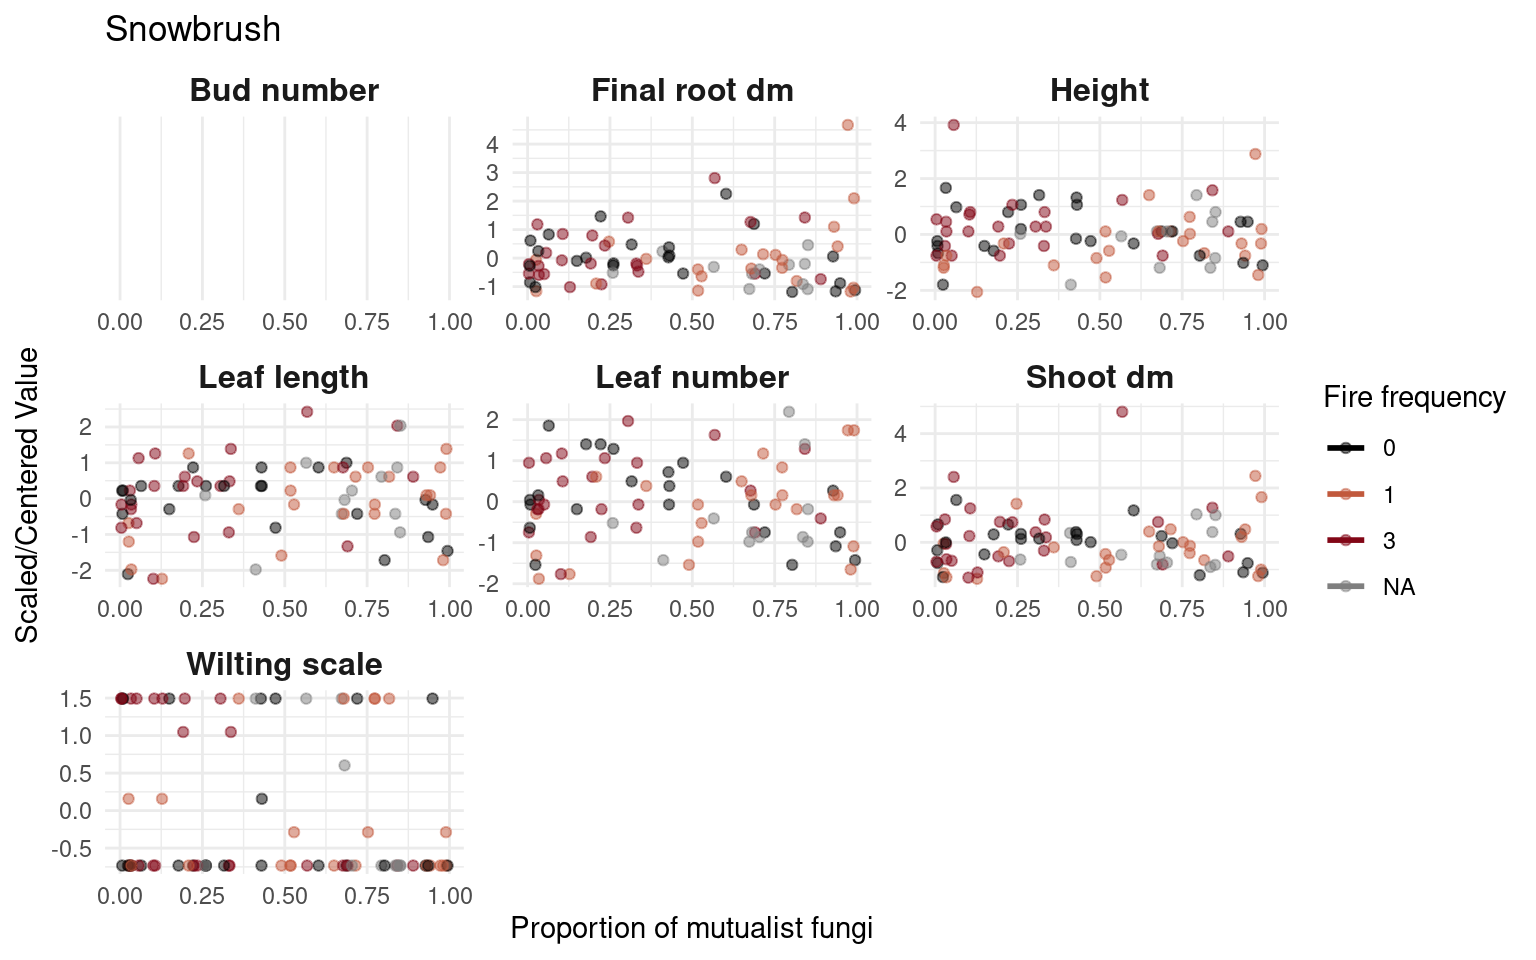 Snowbrush
Bud number
Final root dm
Height
0.00 0.25 0.50 0.75 1.00
4
3
2
1
0
-1
0.00 0.25 0.50 0.75 1.00
4
2
0
-2
0.00 0.25 0.50 0.75 1.00
Scaled/Centered Value
Leaf length
Leaf number
Shoot dm
2
1
0
-1
-2
0.00 0.25 0.50 0.75 1.00
2
1
0
-1
-2
0.00 0.25 0.50 0.75 1.00
4
2
0
0.00 0.25 0.50 0.75 1.00
Wilting scale
1.5
1.0
0.5
0.0
-0.5
0.00 0.25 0.50 0.75 1.00
Proportion of mutualist fungi
Fire frequency
0
1
3
NA